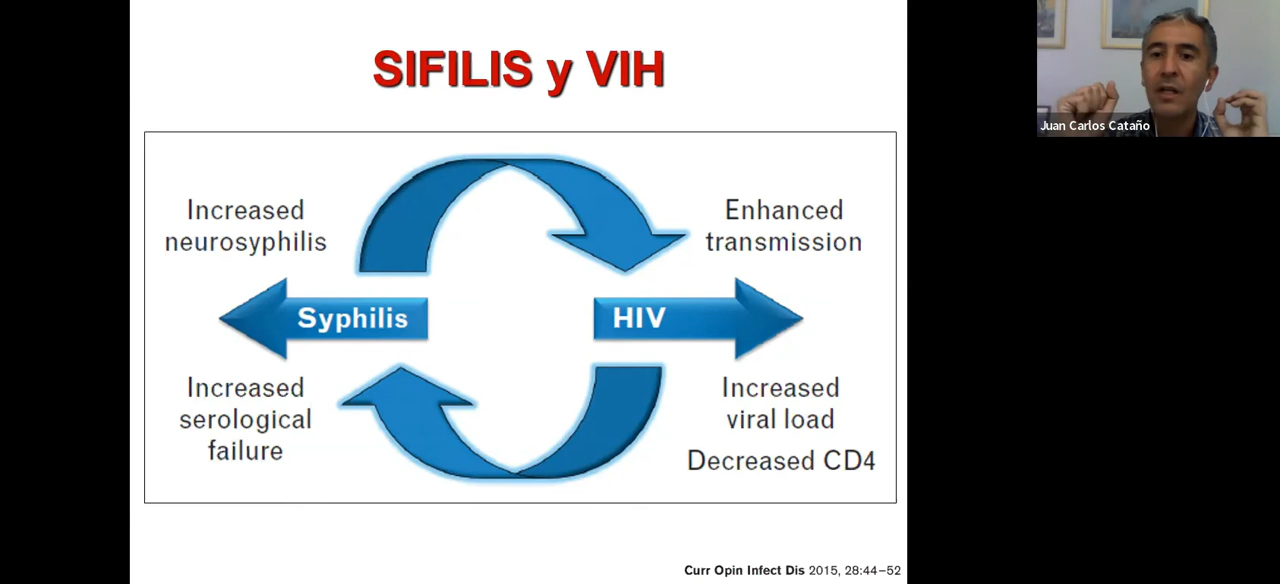 SIFILIS y VIH
Juan Carlos Cataño
Increased
neurosyphilis
Enhanced
transmission
Syphilis
HIV
Increased
serological
failure
Increased
viral load
Decreased CD4
Curr Opin Infect Dis 2015, 28:44–52